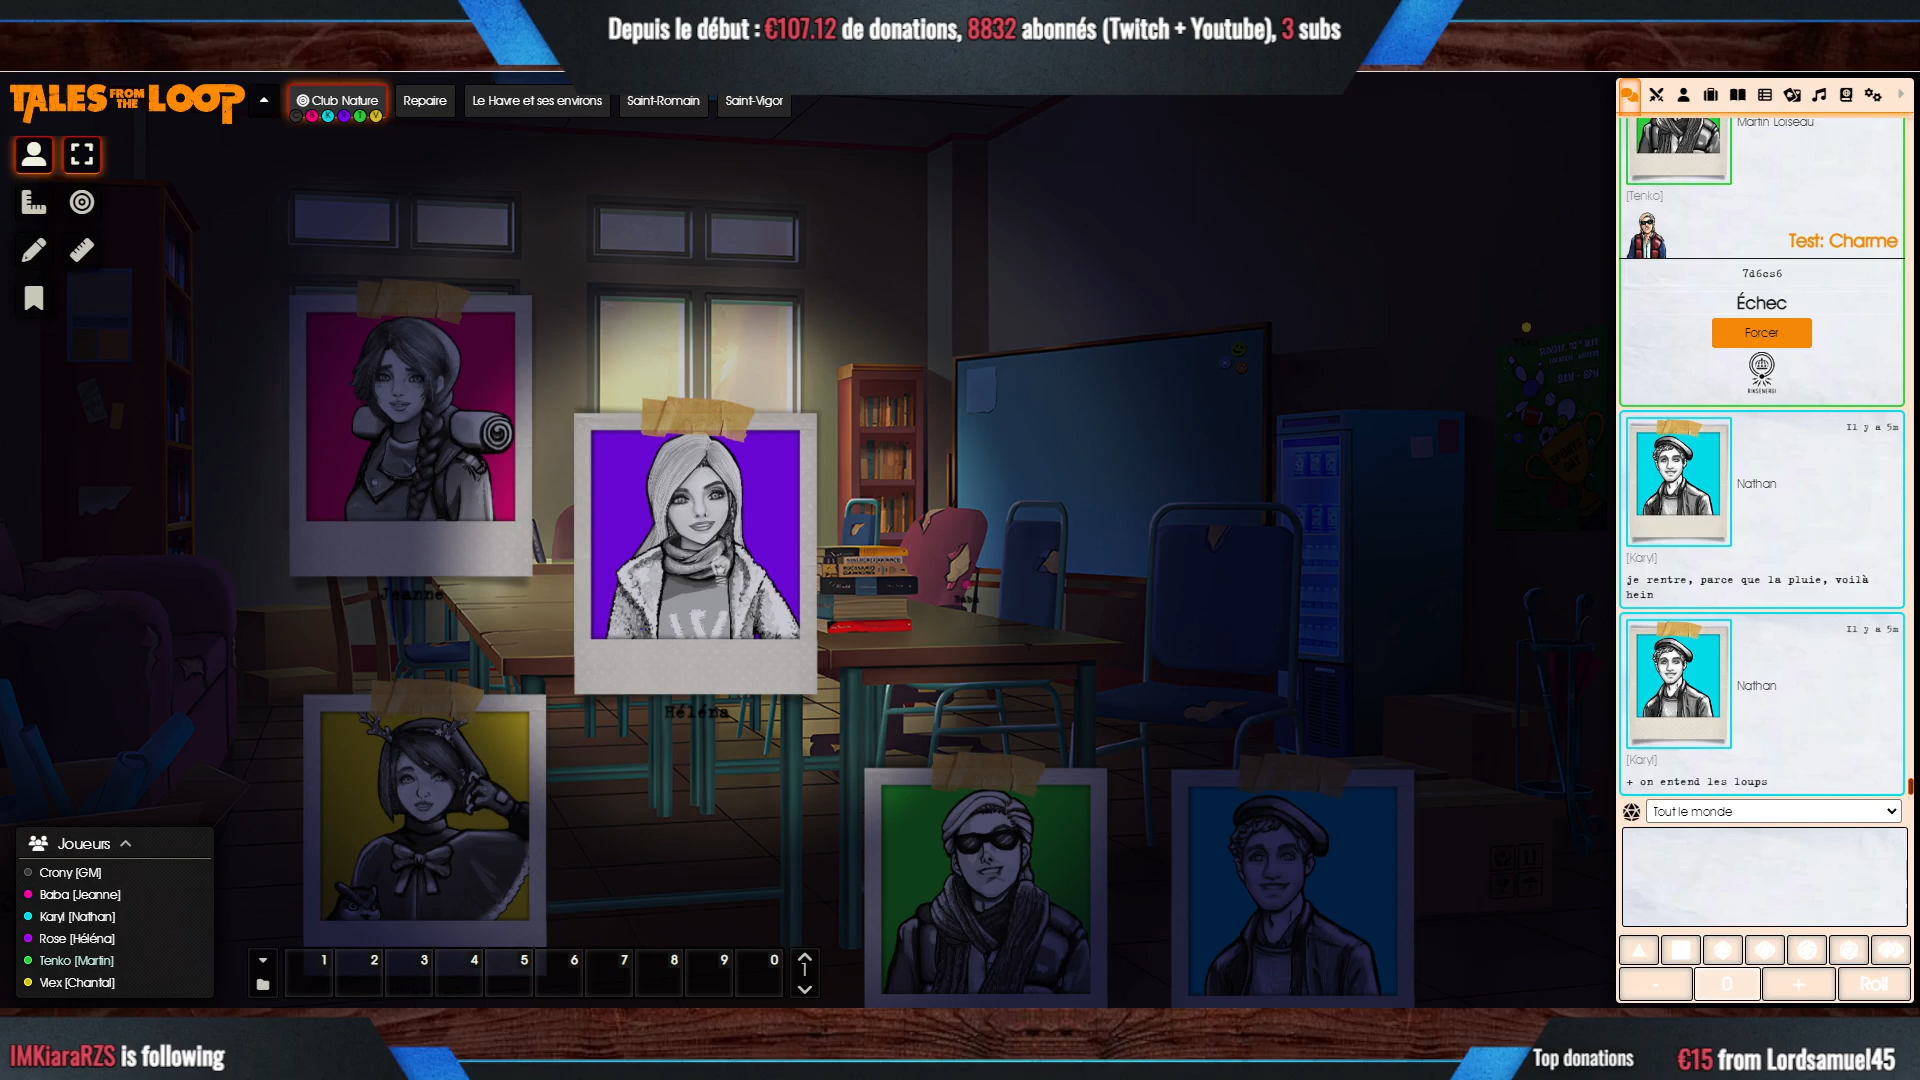 Depuis le début : €107.12 de donations, 8832 abonnés (Twitch + Youtube), 3 subs
TALES FROM THE LOOP
Club Nature
Repaire
Le Havre et ses environs
Saint-Romain
Saint-Vigor
Martin Loiseau
[Tenko]
Test: Charme
7d6cs6
Échec
Forcer
RIKSENERGI
Il y a 5m
Nathan
[Karyl]
je rentre, parce que la pluie, voilà
hein
Il y a 5m
Nathan
[Karyl]
+ on entend les loups
Tout le monde
- 0 + Roll
Jeanne
Héléna
Baba
Joueurs
Crony [GM]
Baba [Jeanne]
Karyl [Nathan]
Rose [Héléna]
Tenko [Martin]
Vlex [Chantal]
1 2 3 4 5 6 7 8 9 0
1
IMKiaraRZS is following
Top donations
€15 from Lordsamuel45